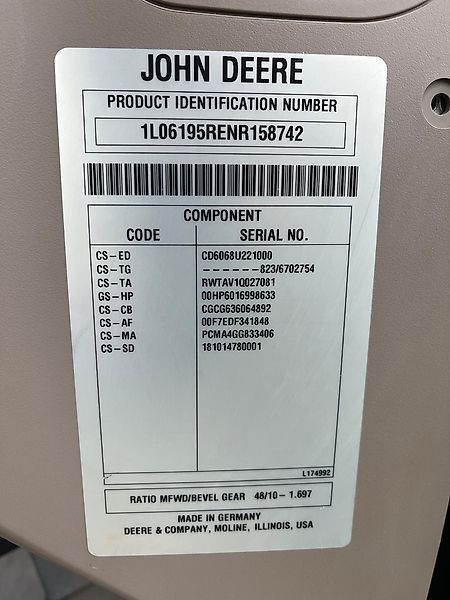 JOHN DEERE
PRODUCT IDENTIFICATION NUMBER
1L06195RENR158742
COMPONENT
CODE SERIAL NO.
CS-ED CD6068U221000
CS-TG ------823/6702754
CS-TA RWTAV10027081
GS-HP 00HP6016998633
CS-CB CGCG636064892
CS-AF 00F7EDF341848
CS-MA PCMA4GG833406
CS-SD 181014780001
L174992
RATIO MFWD/BEVEL GEAR 48/10-1.697
MADE IN GERMANY
DEERE & COMPANY, MOLINE, ILLINOIS, USA